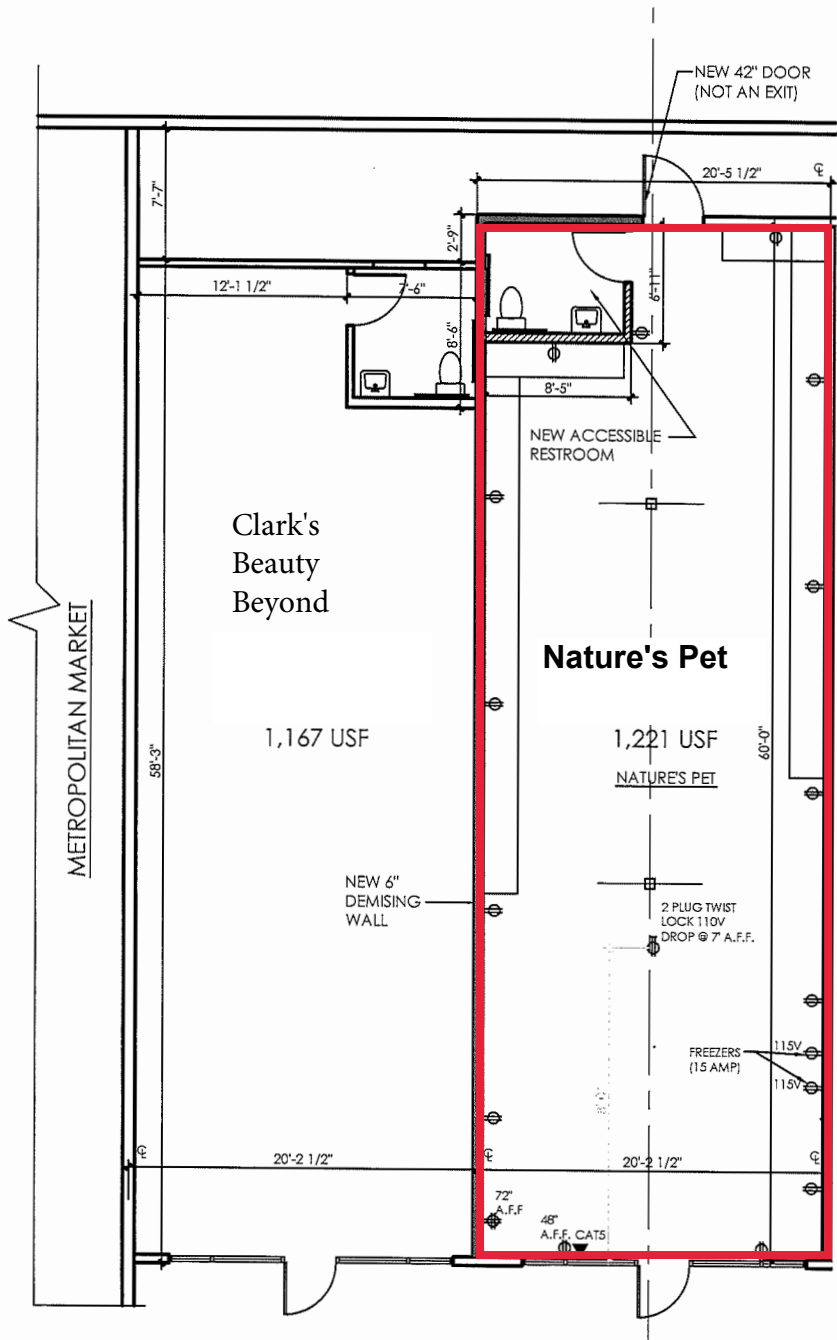 NEW 42" DOOR
(NOT AN EXIT)
20'-5 1/2"
℄
7'-7"
2'-9"
12'-1 1/2"
7'-6"
8'-6"
6'-11"
8'-5"
NEW ACCESSIBLE
RESTROOM
Clark's
Beauty
Beyond
METROPOLITAN MARKET
Nature's Pet
1,167 USF
1,221 USF
58'-3"
60'-0"
NATURE'S PET
NEW 6"
DEMISING
WALL
2 PLUG TWIST
LOCK 110V
DROP @ 7' A.F.F.
FREEZERS
(15 AMP)
115V
115V
℄
20'-2 1/2"
℄
20'-2 1/2"
℄
72"
A.F.F
48"
A.F.F. CAT5